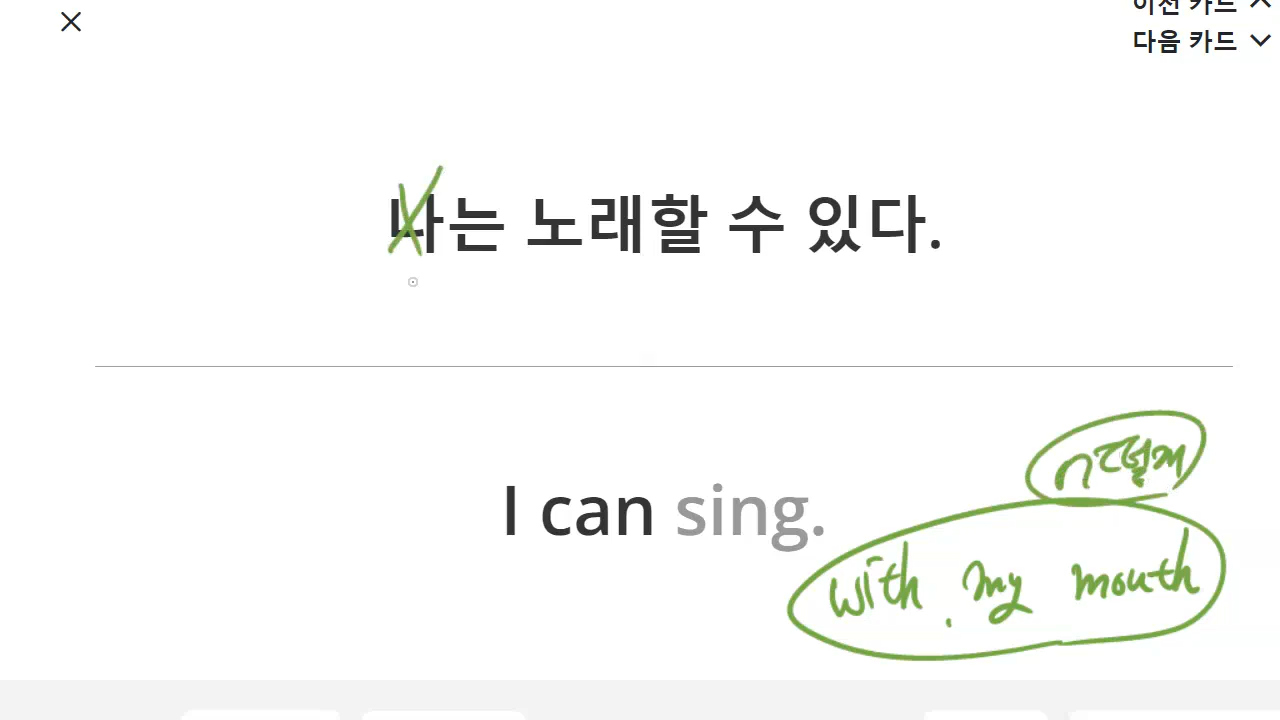 이전 카드
다음 카드
나는 노래할 수 있다.
I can sing.
with my mouth